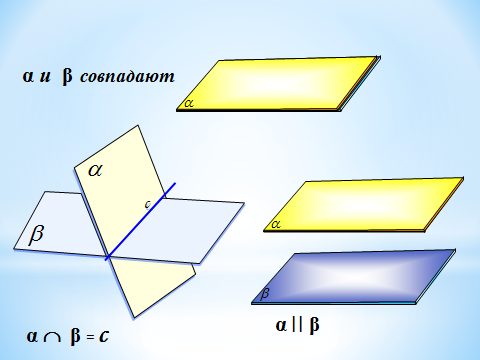 α и β совпадают
α
α
c
β
α
β
α || β
α ∩ β = c